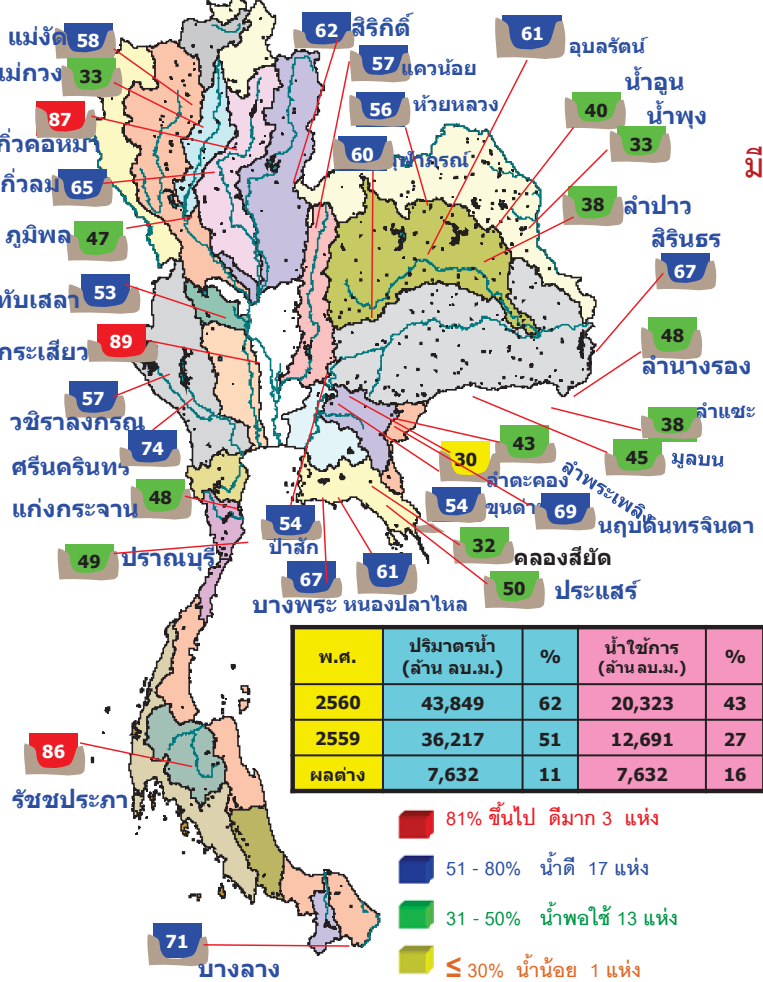 แม่งัด 58
แม่กวง 33
87
กิ่วคอหมา
กิ่วลม 65
ภูมิพล 47
ทับเสลา 53
กระเสียว 89
57
วชิราลงกรณ
74
ศรีนครินทร์
แก่งกระจาน 48
49 ปราณบุรี
62 สิริกิติ์
57 แควน้อย
56 ห้วยหลวง
60
61 อุบลรัตน์
น้ำอูน
40
น้ำพุง
33
38 ลำปาว
สิรินธร
67
48
ลำนางรอง
38 ลำแซะ
45 มูลบน
43
ลำพระเพลิง
30
ลำตะคอง
54 ขุนด่าน
69 นฤบดินทรจินดา
54
ป่าสัก
32 คลองสียัด
67
บางพระ
61
หนองปลาไหล
50 ประแสร์
มี
พ.ศ. ปริมาตรน้ำ (ล้าน ลบ.ม.) % น้ำใช้การ (ล้าน ลบ.ม.) %
2560 43,849 62 20,323 43
2559 36,217 51 12,691 27
ผลต่าง 7,632 11 7,632 16
86
รัชชประภา
81% ขึ้นไป ดีมาก 3 แห่ง
51 - 80% น้ำดี 17 แห่ง
31 - 50% น้ำพอใช้ 13 แห่ง
≤ 30% น้ำน้อย 1 แห่ง
71
บางลาง